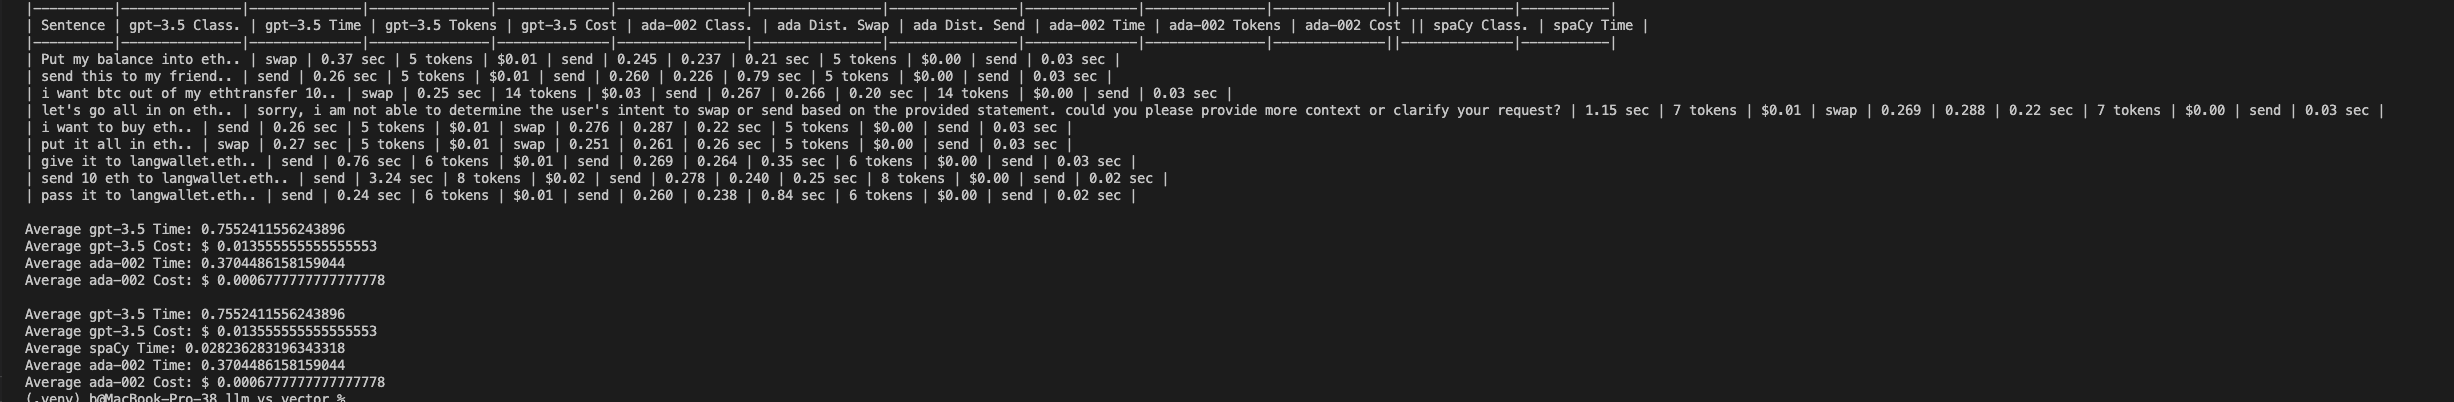 |----------|---------------|--------------|---------------|--------------|----------------|----------------|----------------|--------------|---------------|--------------||--------------|-----------|
| Sentence | gpt-3.5 Class. | gpt-3.5 Time | gpt-3.5 Tokens | gpt-3.5 Cost | ada-002 Class. | ada Dist. Swap | ada Dist. Send | ada-002 Time | ada-002 Tokens | ada-002 Cost || spaCy Class. | spaCy Time |
|----------|---------------|--------------|---------------|--------------|----------------|----------------|----------------|--------------|---------------|--------------||--------------|-----------|
| Put my balance into eth.. | swap | 0.37 sec | 5 tokens | $0.01 | send | 0.245 | 0.237 | 0.21 sec | 5 tokens | $0.00 | send | 0.03 sec |
| send this to my friend.. | send | 0.26 sec | 5 tokens | $0.01 | send | 0.260 | 0.226 | 0.79 sec | 5 tokens | $0.00 | send | 0.03 sec |
| i want btc out of my ethtransfer 10.. | swap | 0.25 sec | 14 tokens | $0.03 | send | 0.267 | 0.266 | 0.20 sec | 14 tokens | $0.00 | send | 0.03 sec |
| let's go all in on eth.. | sorry, i am not able to determine the user's intent to swap or send based on the provided statement. could you please provide more context or clarify your request? | 1.15 sec | 7 tokens | $0.01 | swap | 0.269 | 0.288 | 0.22 sec | 7 tokens | $0.00 | send | 0.03 sec |
| i want to buy eth.. | send | 0.26 sec | 5 tokens | $0.01 | swap | 0.276 | 0.287 | 0.22 sec | 5 tokens | $0.00 | send | 0.03 sec |
| put it all in eth.. | swap | 0.27 sec | 5 tokens | $0.01 | swap | 0.251 | 0.261 | 0.26 sec | 5 tokens | $0.00 | send | 0.03 sec |
| give it to langwallet.eth.. | send | 0.76 sec | 6 tokens | $0.01 | send | 0.269 | 0.264 | 0.35 sec | 6 tokens | $0.00 | send | 0.03 sec |
| send 10 eth to langwallet.eth.. | send | 3.24 sec | 8 tokens | $0.02 | send | 0.278 | 0.240 | 0.25 sec | 8 tokens | $0.00 | send | 0.02 sec |
| pass it to langwallet.eth.. | send | 0.24 sec | 6 tokens | $0.01 | send | 0.260 | 0.238 | 0.84 sec | 6 tokens | $0.00 | send | 0.02 sec |
Average gpt-3.5 Time: 0.7552411556243896
Average gpt-3.5 Cost: $ 0.013555555555555553
Average ada-002 Time: 0.3704486158159044
Average ada-002 Cost: $ 0.0006777777777777778
Average gpt-3.5 Time: 0.7552411556243896
Average gpt-3.5 Cost: $ 0.013555555555555553
Average spaCy Time: 0.028236283196343318
Average ada-002 Time: 0.3704486158159044
Average ada-002 Cost: $ 0.0006777777777777778
(.venv) b@MacBook-Pro-38 llm vs vector %